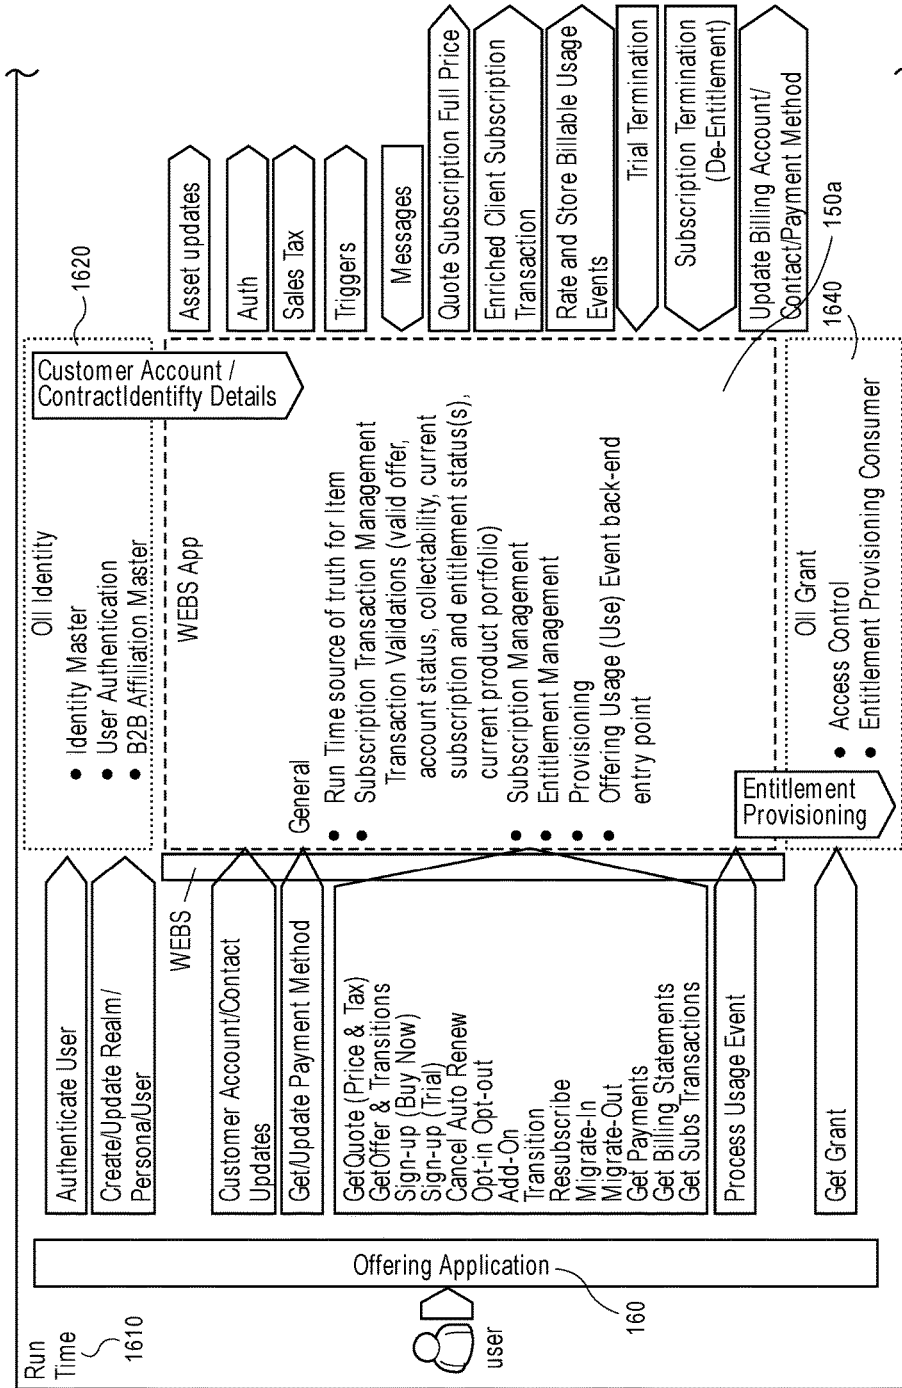 Run
Time
1610
user
Offering Application
160
Authenticate User
Create/Update Realm/
Persona/User
WEBS
Customer Account/Contact
Updates
Get/Update Payment Method
GetQuote (Price & Tax)
GetOffer & Transitions
Sign-up (Buy Now)
Sign-up (Trial)
Cancel Auto Renew
Opt-in Opt-out
Add-On
Transition
Resubscribe
Migrate-In
Migrate-Out
Get Payments
Get Billing Statements
Get Subs Transactions
Process Usage Event
Get Grant
OII Identity
• Identity Master
• User Authentication
• B2B Affiliation Master
1620
Customer Account /
ContractIdentifty Details
WEBS App
General
• Run Time source of truth for Item
• Subscription Transaction Management
Transaction Validations (valid offer,
account status, collectability, current
subscription and entitlement status(s),
current product portfolio)
• Subscription Management
• Entitlement Management
• Provisioning
• Offering Usage (Use) Event back-end
entry point
150a
Entitlement
Provisioning
OII Grant
• Access Control
• Entitlement Provisioning Consumer
1640
Asset updates
Auth
Sales Tax
Triggers
Messages
Quote Subscription Full Price
Enriched Client Subscription
Transaction
Rate and Store Billable Usage
Events
Trial Termination
Subscription Termination
(De-Entitlement)
Update Billing Account/
Contact/Payment Method